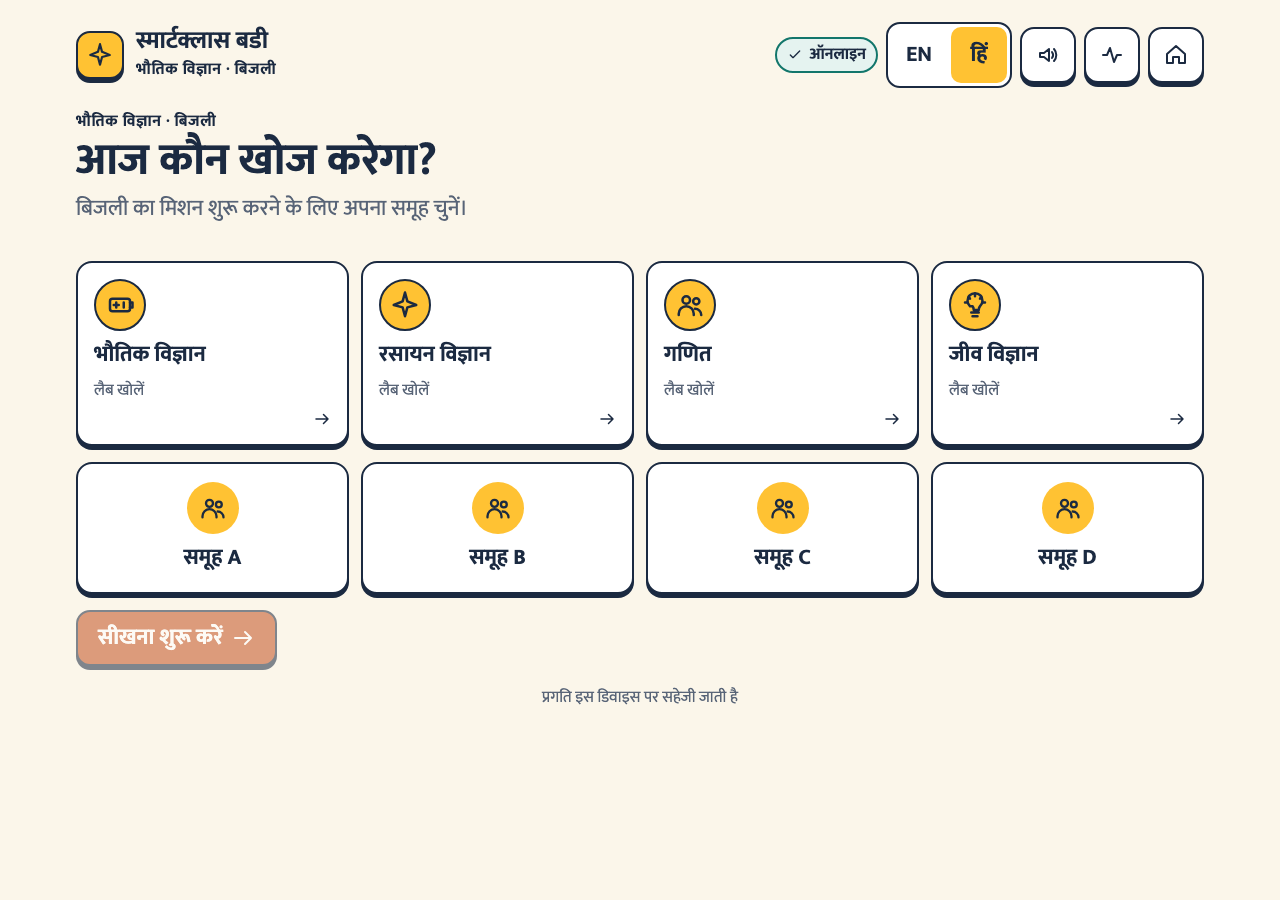 स्मार्टक्लास बडी
भौतिक विज्ञान · बिजली
ऑनलाइन
EN
हिं
भौतिक विज्ञान · बिजली
आज कौन खोज करेगा?
बिजली का मिशन शुरू करने के लिए अपना समूह चुनें।
भौतिक विज्ञान
लैब खोलें
रसायन विज्ञान
लैब खोलें
गणित
लैब खोलें
जीव विज्ञान
लैब खोलें
समूह A
समूह B
समूह C
समूह D
सीखना शुरू करें
प्रगति इस डिवाइस पर सहेजी जाती है